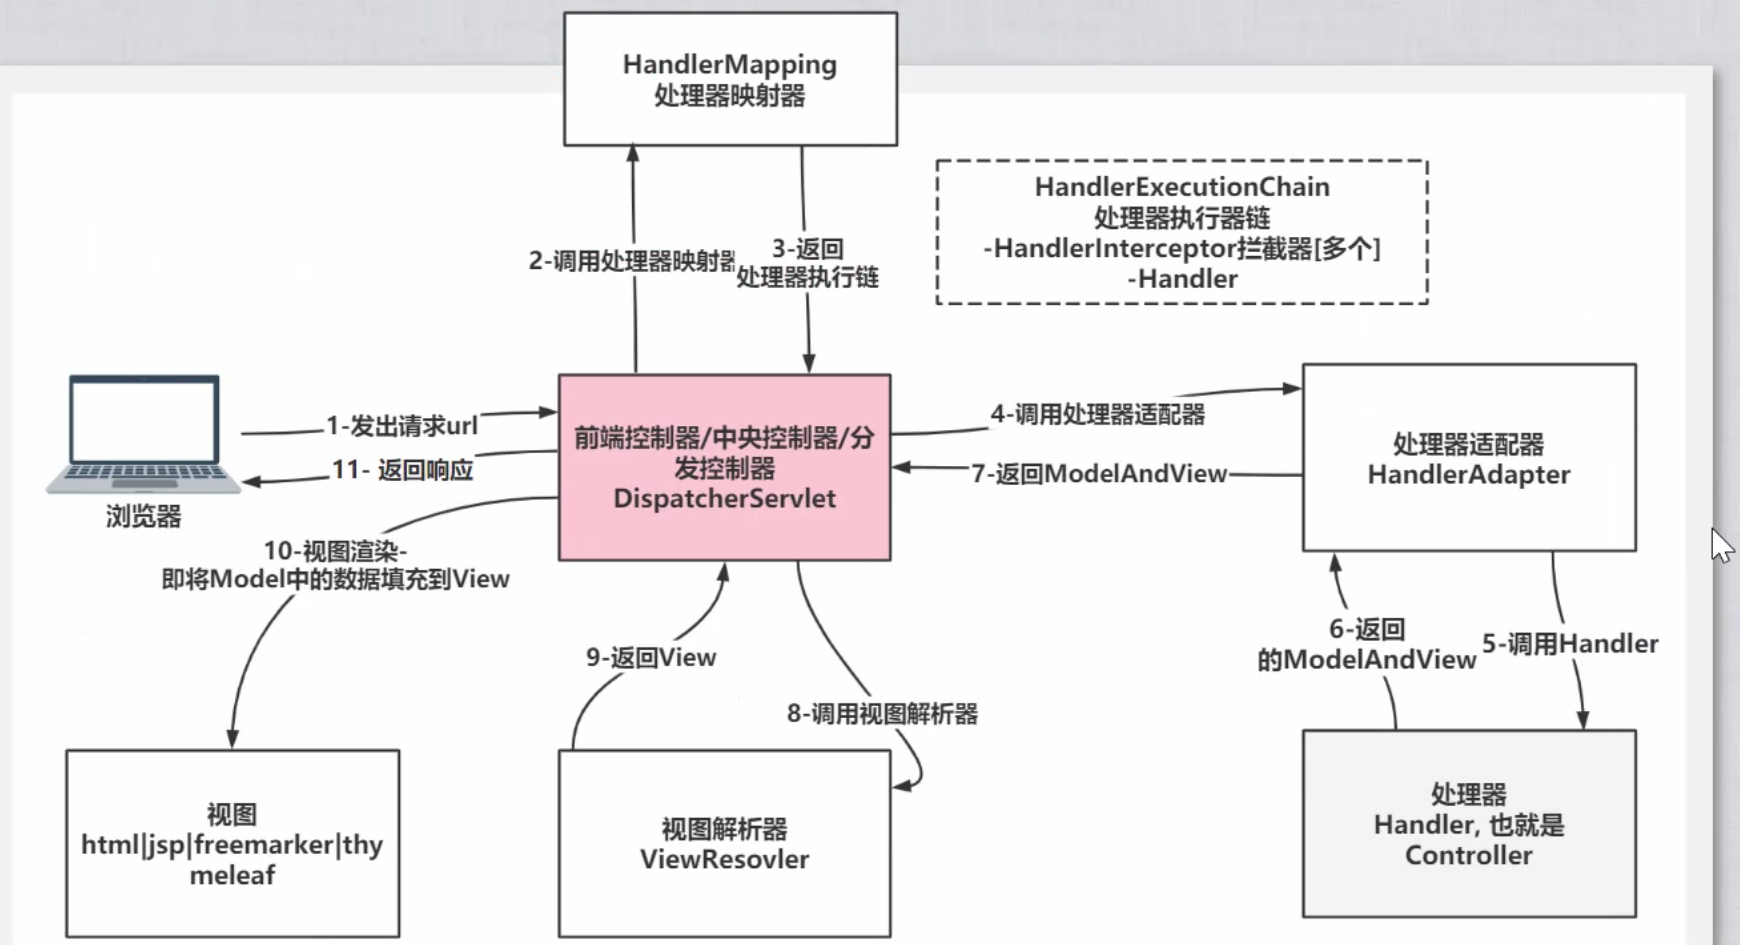 HandlerMapping
处理器映射器
HandlerExecutionChain
处理器执行器链
-HandlerInterceptor拦截器[多个]
-Handler
2-调用处理器映射器
3-返回
处理器执行链
1-发出请求url
11- 返回响应
浏览器
前端控制器/中央控制器/分
发控制器
DispatcherServlet
4-调用处理器适配器
7-返回ModelAndView
处理器适配器
HandlerAdapter
10-视图渲染-
即将Model中的数据填充到View
9-返回View
8-调用视图解析器
6-返回
的ModelAndView
5-调用Handler
视图
html|jsp|freemarker|thy
meleaf
视图解析器
ViewResovler
处理器
Handler, 也就是
Controller